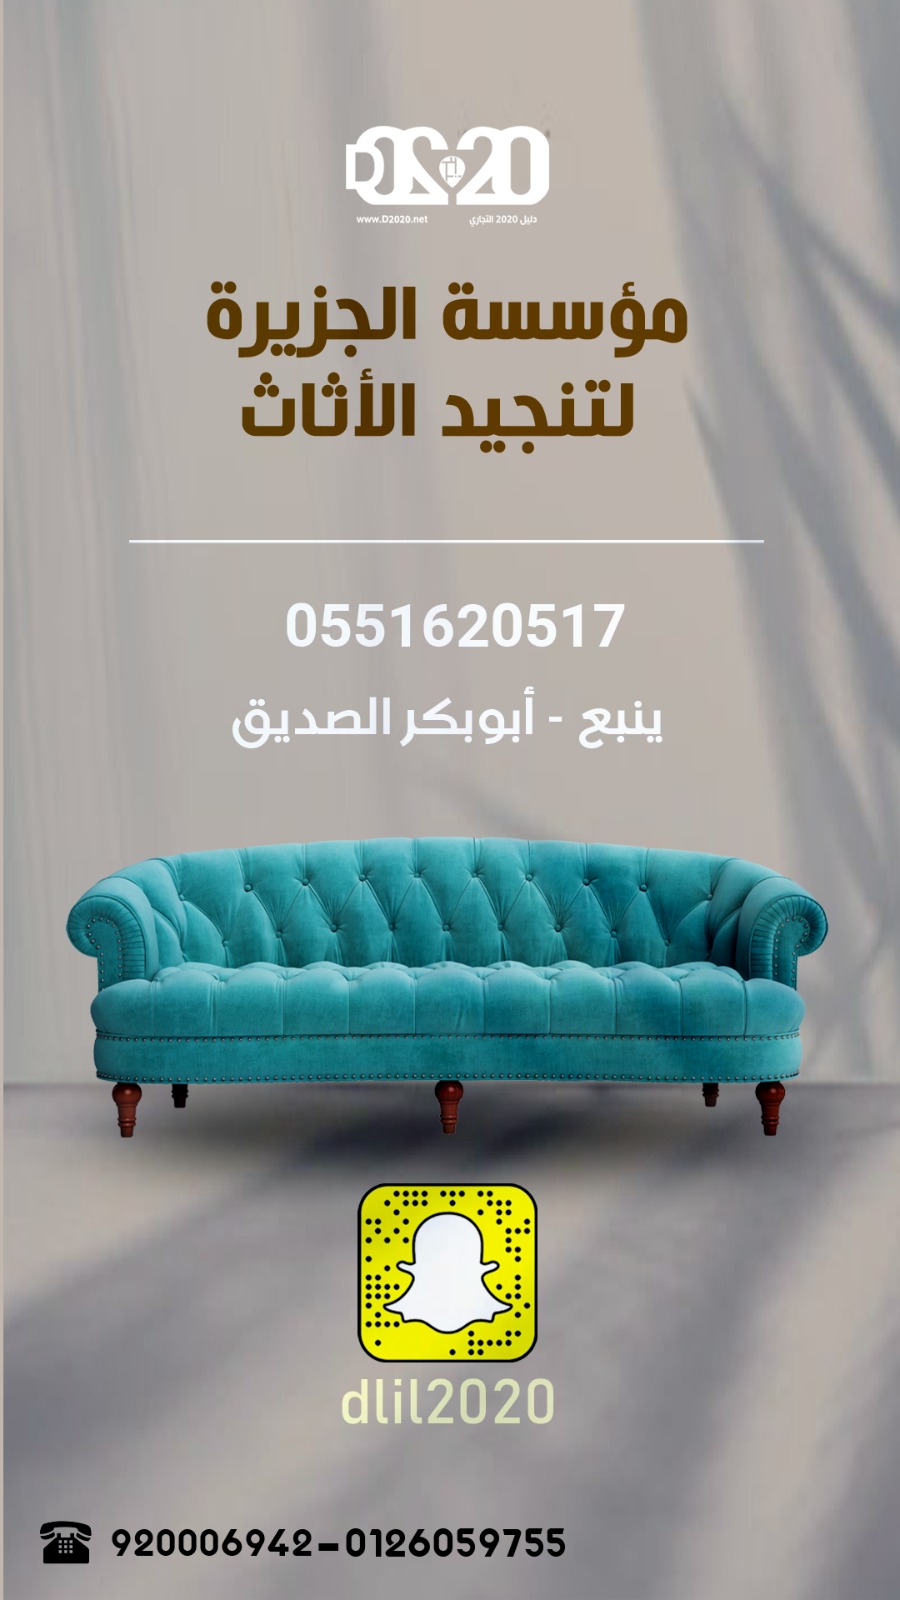 D2020
www.D2020.net دليل 2020 التجاري
مؤسسة الجزيرة
لتنجيد الأثاث
0551620517
ينبع - أبوبكر الصديق
dlil2020
920006942-0126059755